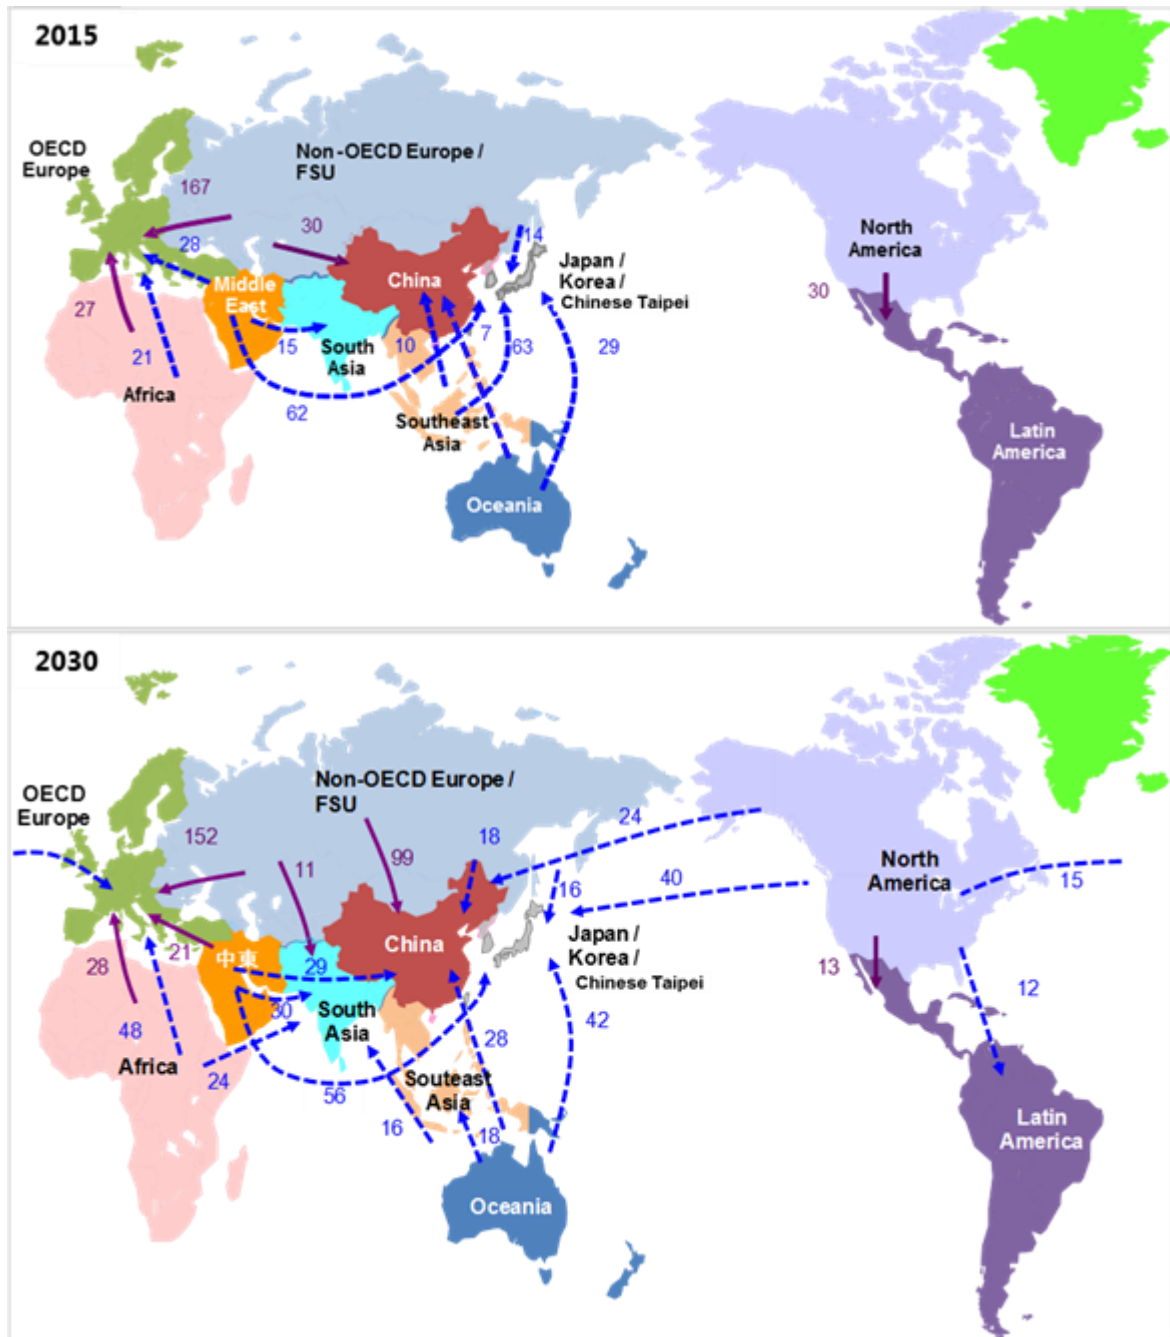 2015
OECD
Europe
Non-OECD Europe /
FSU
167
30
28
14
Middle
East
China
Japan /
Korea /
Chinese Taipei
North
America
30
27
21
15
10
7
63
29
South
Asia
Africa
62
Southeast
Asia
Oceania
Latin
America
2030
OECD
Europe
Non-OECD Europe /
FSU
152
11
99
18
24
16
40
North
America
15
中東
21
28
29
China
Japan /
Korea /
Chinese Taipei
13
12
30
South
Asia
48
Africa
24
56
28
42
Souteast
Asia
16
18
Oceania
Latin
America